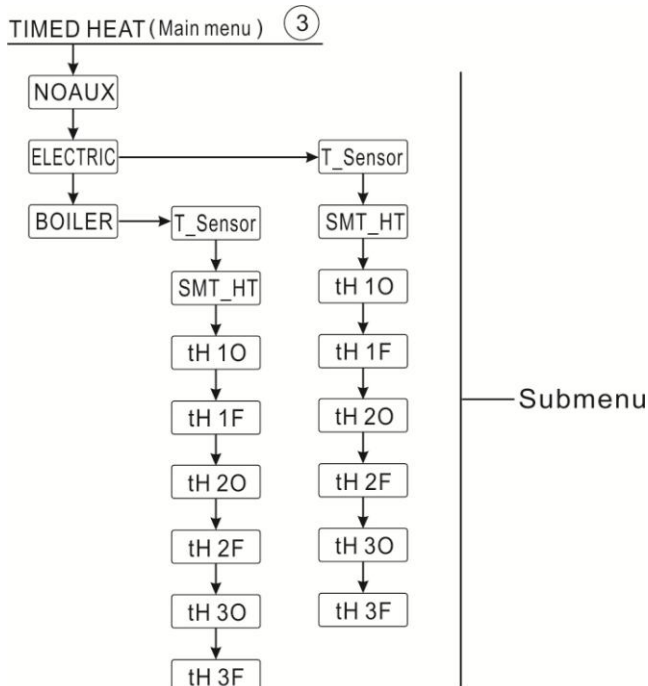 TIMED HEAT (Main menu ) 3
NOAUX
ELECTRIC
T_Sensor
BOILER
T_Sensor
SMT_HT
SMT_HT
tH 1O
tH 1O
tH 1F
tH 1F
tH 2O
Submenu
tH 2O
tH 2F
tH 2F
tH 3O
tH 3O
tH 3F
tH 3F